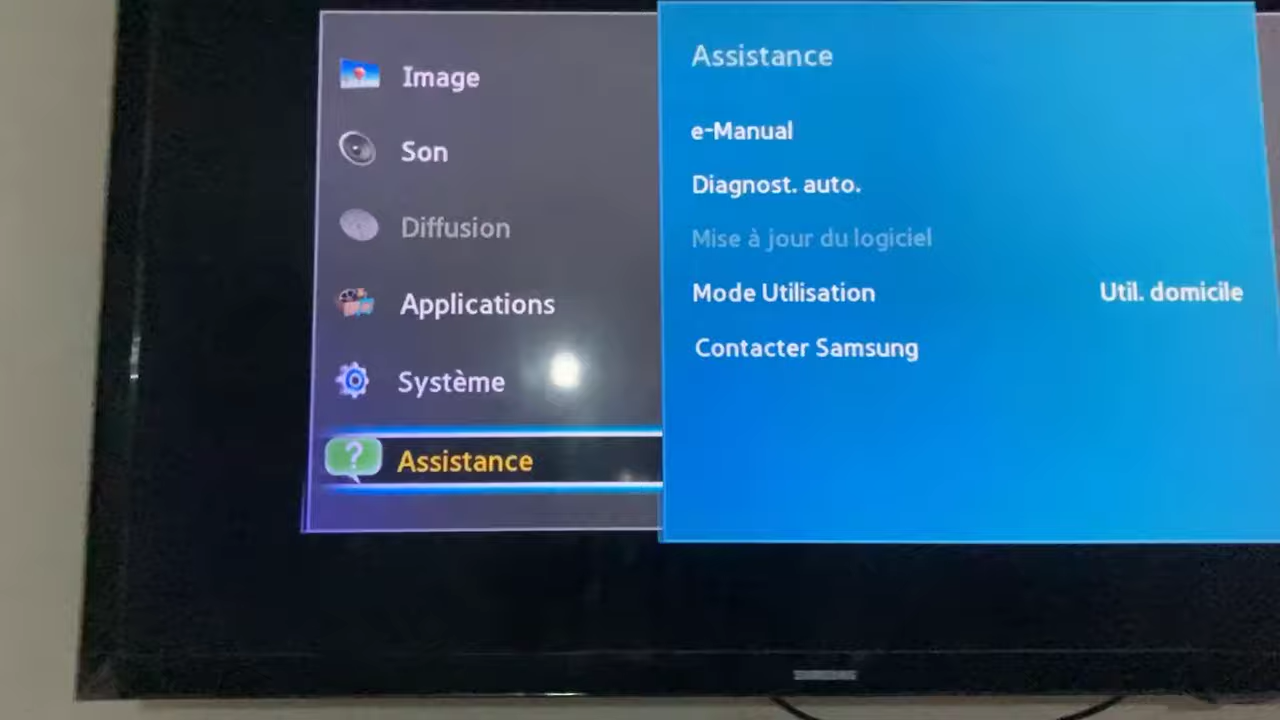 Image
Son
Diffusion
Applications
Système
Assistance
Assistance
e-Manual
Diagnost. auto.
Mise à jour du logiciel
Mode Utilisation Util. domicile
Contacter Samsung
SAMSUNG